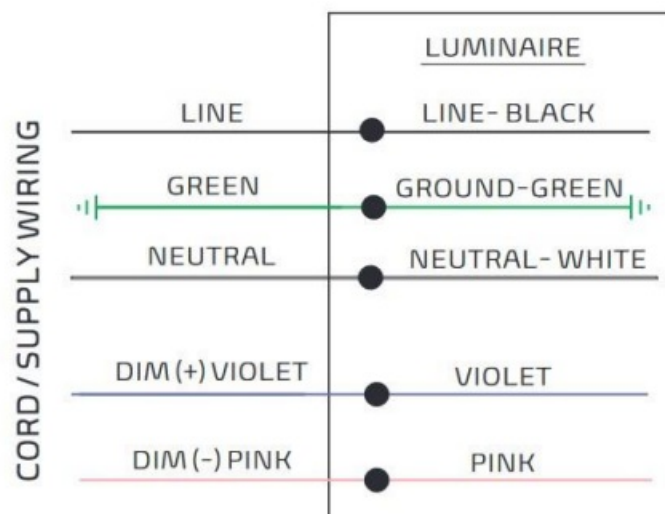 LUMINAIRE
CORD / SUPPLY WIRING
LINE
LINE- BLACK
GREEN
GROUND-GREEN
NEUTRAL
NEUTRAL- WHITE
DIM (+) VIOLET
VIOLET
DIM (-) PINK
PINK